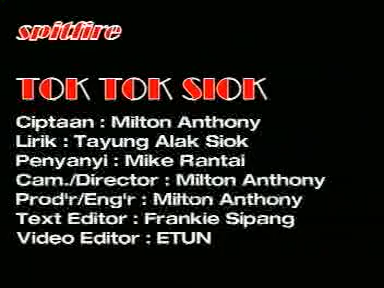 spitfire
TOK TOK SIOK
Ciptaan : Milton Anthony
Lirik : Tayung Alak Siok
Penyanyi : Mike Rantai
Cam./Director : Milton Anthony
Prod'r/Eng'r : Milton Anthony
Text Editor : Frankie Sipang
Video Editor : ETUN